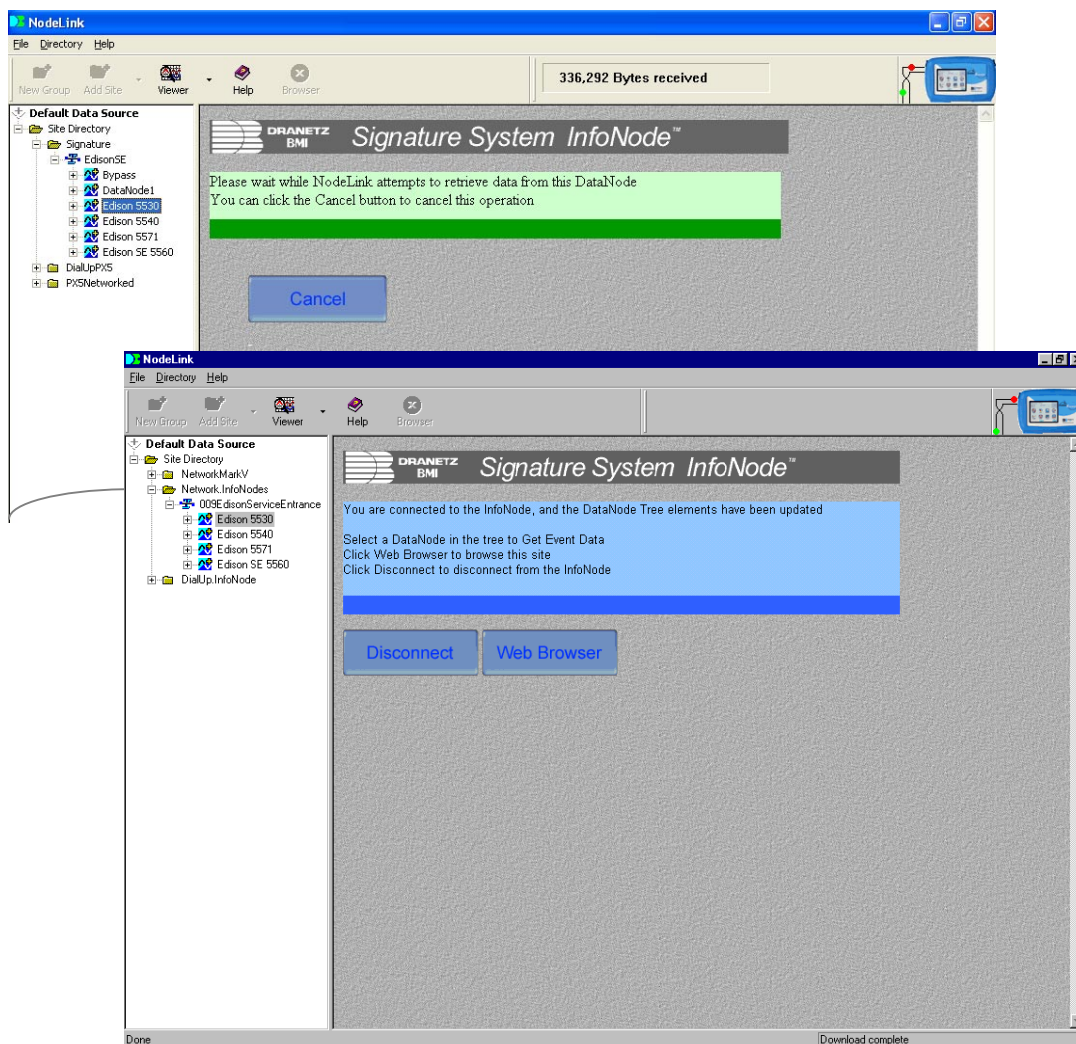 NodeLink
File Directory Help
New Group Add Site Viewer Help Browser
336,292 Bytes received
Default Data Source
Site Directory
Signature
EdisonSE
Bypass
DataNode1
Edison 5530
Edison 5540
Edison 5571
Edison SE 5560
DialUpPX5
PX5Networked
DRANETZ
BMI
Signature System InfoNode™
Please wait while NodeLink attempts to retrieve data from this DataNode
You can click the Cancel button to cancel this operation
Cancel
NodeLink
File Directory Help
New Group Add Site Viewer Help Browser
Default Data Source
Site Directory
NetworkMarkV
Network.InfoNodes
009EdisonServiceEntrance
Edison 5530
Edison 5540
Edison 5571
Edison SE 5560
DialUp.InfoNode
DRANETZ
BMI
Signature System InfoNode™
You are connected to the InfoNode, and the DataNode Tree elements have been updated
Select a DataNode in the tree to Get Event Data
Click Web Browser to browse this site
Click Disconnect to disconnect from the InfoNode
Disconnect Web Browser
Done Download complete